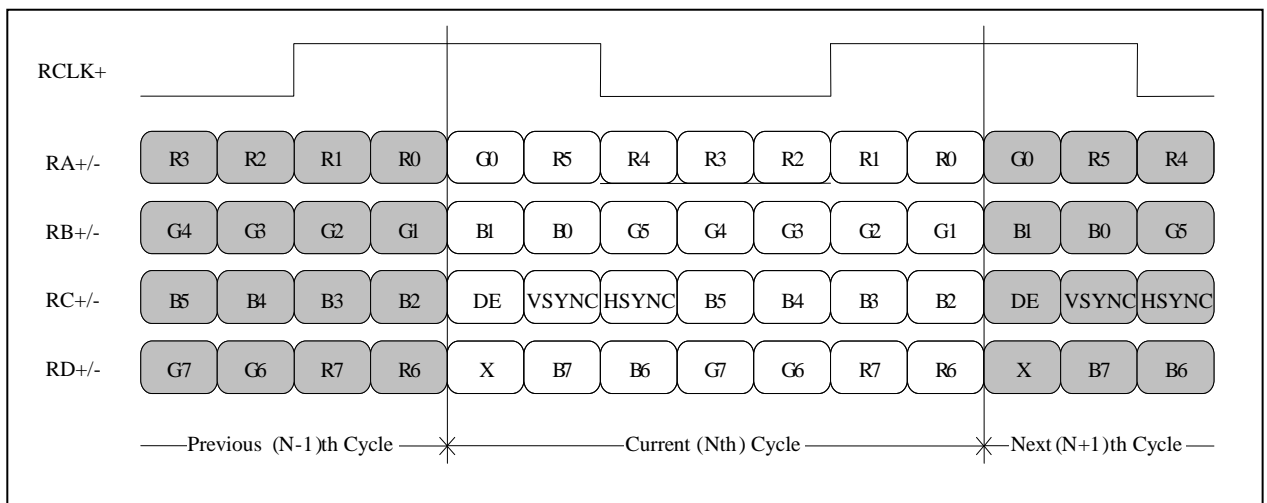 RCLK+
RA+/- R3 R2 R1 R0 G0 R5 R4 R3 R2 R1 R0 G0 R5 R4
RB+/- G4 G3 G2 G1 B1 B0 G5 G4 G3 G2 G1 B1 B0 G5
RC+/- B5 B4 B3 B2 DE VSYNC HSYNC B5 B4 B3 B2 DE VSYNC HSYNC
RD+/- G7 G6 R7 R6 X B7 B6 G7 G6 R7 R6 X B7 B6
Previous (N-1)th Cycle Current (Nth) Cycle Next (N+1)th Cycle